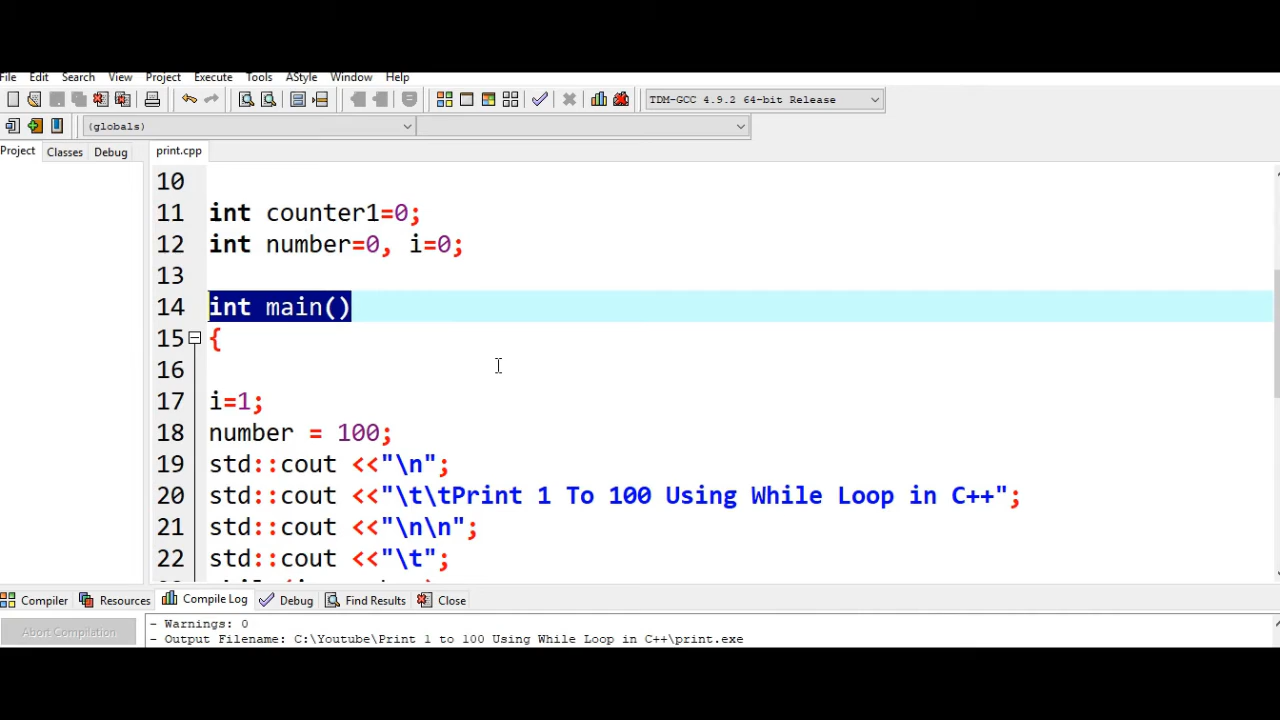 File Edit Search View Project Execute Tools AStyle Window Help
TDM-GCC 4.9.2 64-bit Release
(globals)
Project Classes Debug print.cpp
10
11 int counter1=0;
12 int number=0, i=0;
13
14 int main()
15 {
16
17 i=1;
18 number = 100;
19 std::cout <<"\n";
20 std::cout <<"\t\tPrint 1 To 100 Using While Loop in C++";
21 std::cout <<"\n\n";
22 std::cout <<"\t";
Compiler Resources Compile Log Debug Find Results Close
Abort Compilation
- Warnings: 0
- Output Filename: C:\Youtube\Print 1 to 100 Using While Loop in C++\print.exe